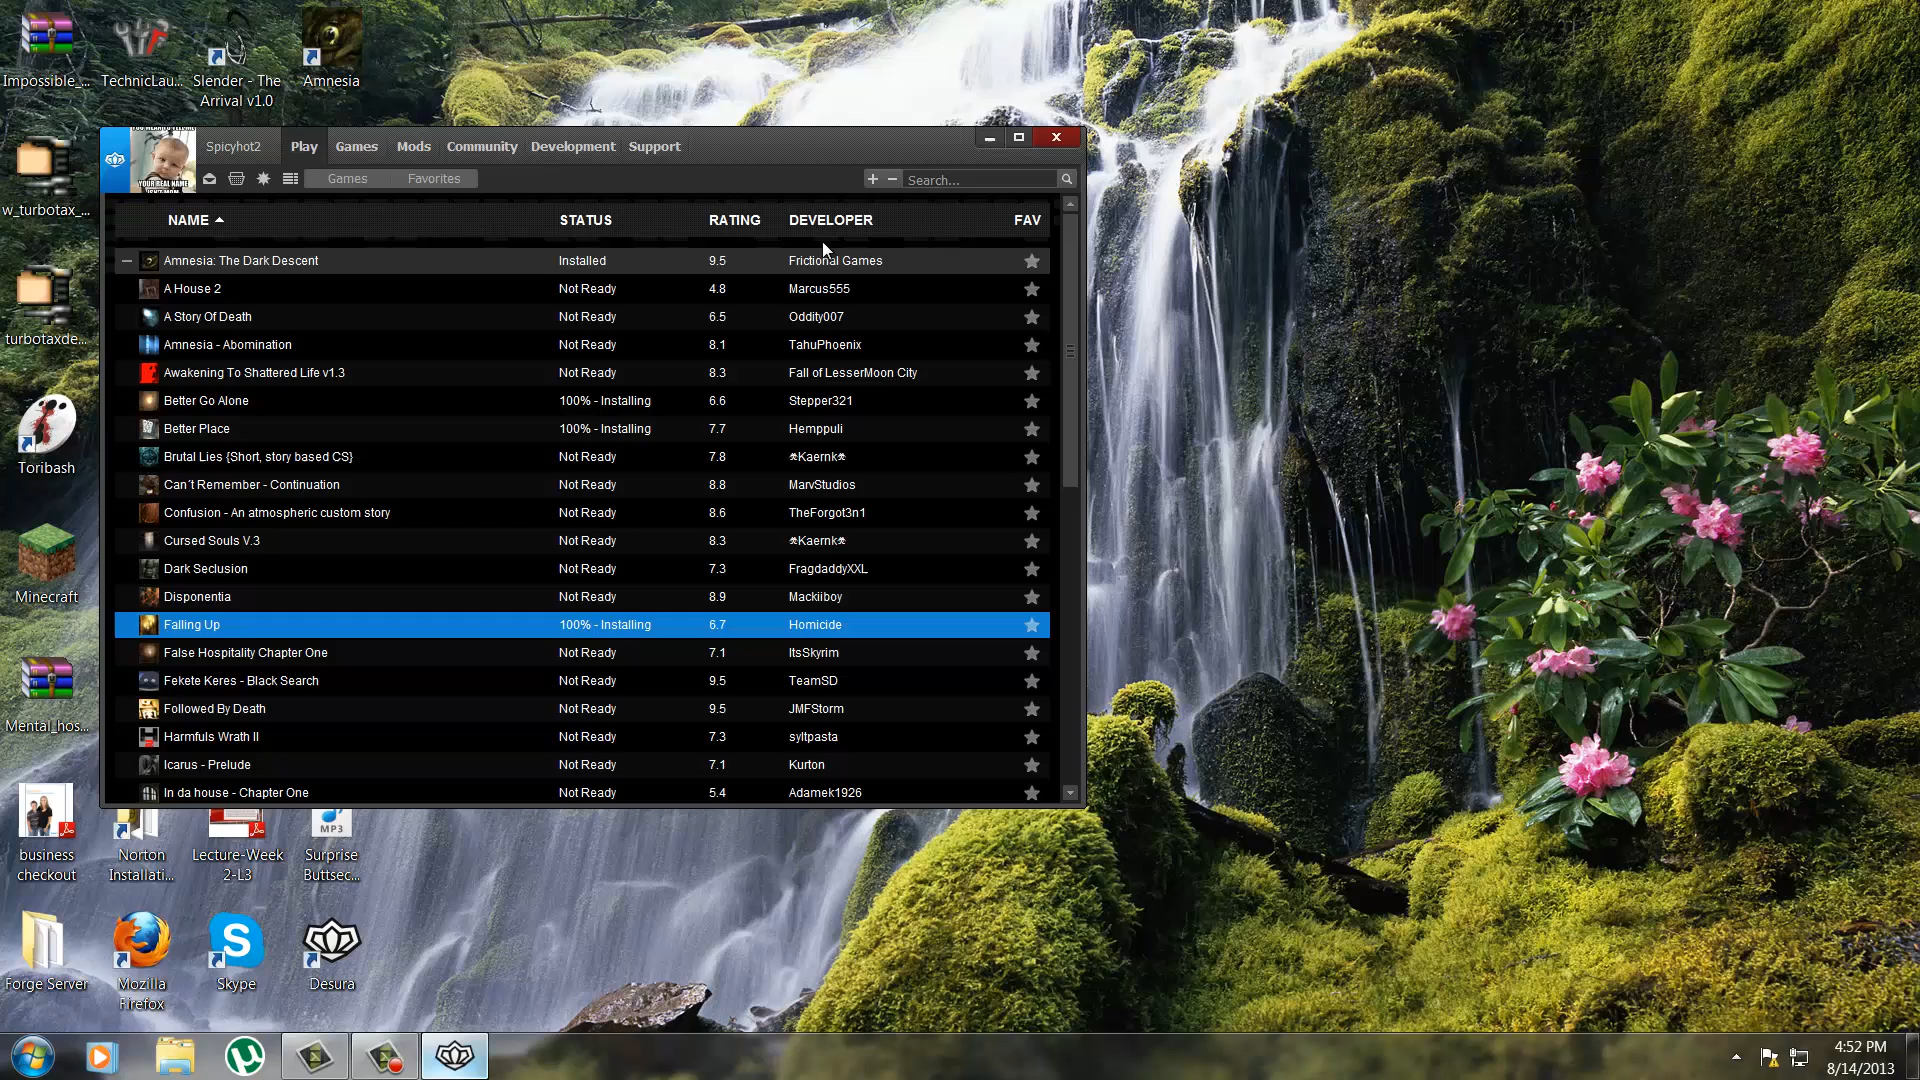 Impossible_...
TechnicLau...
Slender - The
Arrival v1.0
Amnesia
w_turbotax_...
turbotaxde...
Toribash
Minecraft
Mental_hos...
business
checkout
Norton
Installati...
Lecture-Week
2-L3
MP3
Surprise
Buttsec...
Forge Server
Mozilla
Firefox
S
Skype
Desura
YOUR REAL NAME
Spicyhot2
Play
Games
Mods
Community
Development
Support
Games
Favorites
Search...
NAME STATUS RATING DEVELOPER FAV
Amnesia: The Dark Descent Installed 9.5 Frictional Games
A House 2 Not Ready 4.8 Marcus555
A Story Of Death Not Ready 6.5 Oddity007
Amnesia - Abomination Not Ready 8.1 TahuPhoenix
Awakening To Shattered Life v1.3 Not Ready 8.3 Fall of LesserMoon City
Better Go Alone 100% - Installing 6.6 Stepper321
Better Place 100% - Installing 7.7 Hemppuli
Brutal Lies {Short, story based CS} Not Ready 7.8 ⚗Kaernk⚗
Can´t Remember - Continuation Not Ready 8.8 MarvStudios
Confusion - An atmospheric custom story Not Ready 8.6 TheForgot3n1
Cursed Souls V.3 Not Ready 8.3 ⚗Kaernk⚗
Dark Seclusion Not Ready 7.3 FragdaddyXXL
Disponentia Not Ready 8.9 Mackiiboy
Falling Up 100% - Installing 6.7 Homicide
False Hospitality Chapter One Not Ready 7.1 ItsSkyrim
Fekete Keres - Black Search Not Ready 9.5 TeamSD
Followed By Death Not Ready 9.5 JMFStorm
Harmfuls Wrath II Not Ready 7.3 syltpasta
Icarus - Prelude Not Ready 7.1 Kurton
In da house - Chapter One Not Ready 5.4 Adamek1926
4:52 PM
8/14/2013